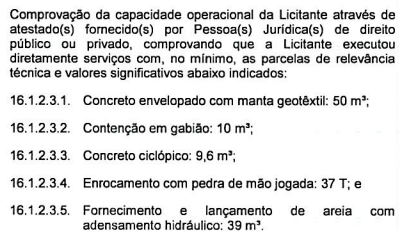 Comprovação da capacidade operacional da Licitante através de
atestado(s) fornecido(s) por Pessoa(s) Jurídica(s) de direito
público ou privado, comprovando que a Licitante executou
diretamente serviços com, no mínimo, as parcelas de relevância
técnica e valores significativos abaixo indicados:
16.1.2.3.1. Concreto envelopado com manta geotêxtil: 50 m³;
16.1.2.3.2. Contenção em gabião: 10 m³;
16.1.2.3.3. Concreto ciclópico: 9,6 m³;
16.1.2.3.4. Enrocamento com pedra de mão jogada: 37 T; e
16.1.2.3.5. Fornecimento e lançamento de areia com
adensamento hidráulico: 39 m³.